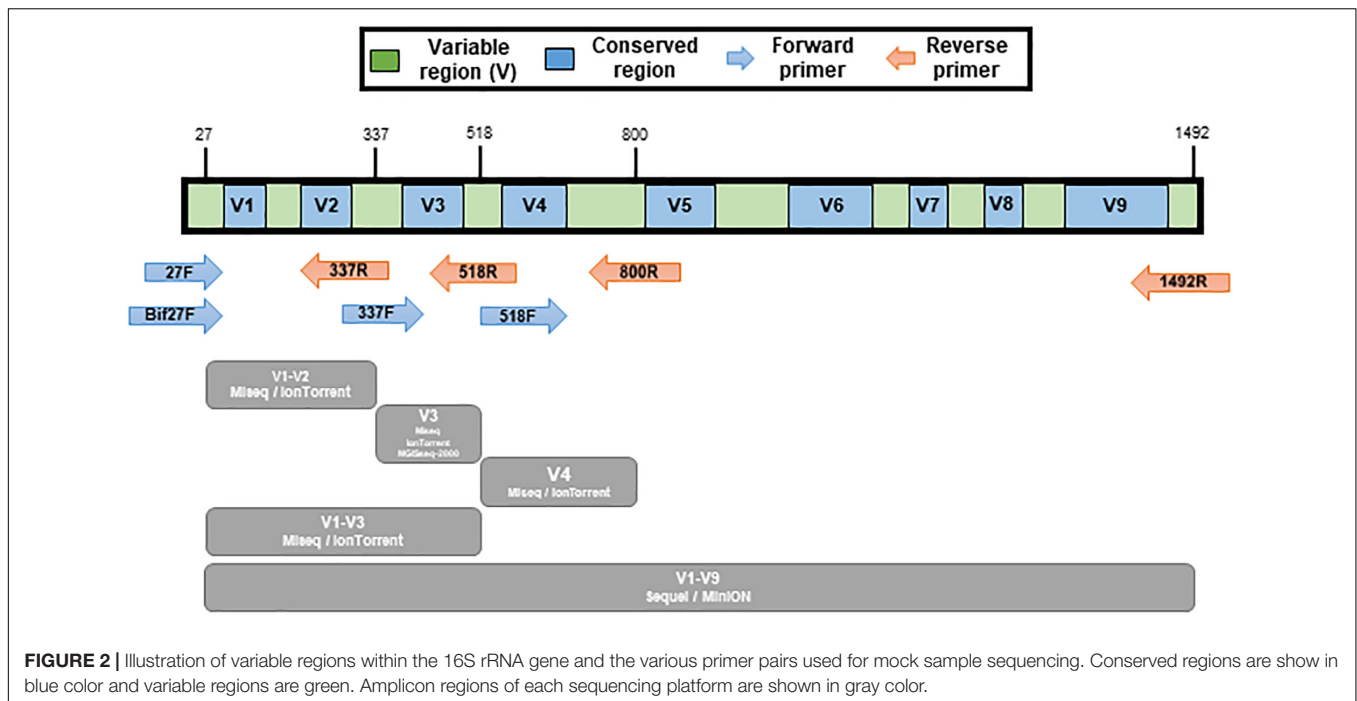 Variable
region (V)
Conserved
region
Forward
primer
Reverse
primer
27
337
518
800
1492
V1
V2
V3
V4
V5
V6
V7
V8
V9
27F
337R
518R
800R
1492R
Bif27F
337F
518F
V1-V2
Miseq / IonTorrent
V3
Miseq
IonTorrent
MGISeq-2000
V4
Miseq / IonTorrent
V1-V3
Miseq / IonTorrent
V1-V9
Sequel / MinION
FIGURE 2 | Illustration of variable regions within the 16S rRNA gene and the various primer pairs used for mock sample sequencing. Conserved regions are show in
blue color and variable regions are green. Amplicon regions of each sequencing platform are shown in gray color.